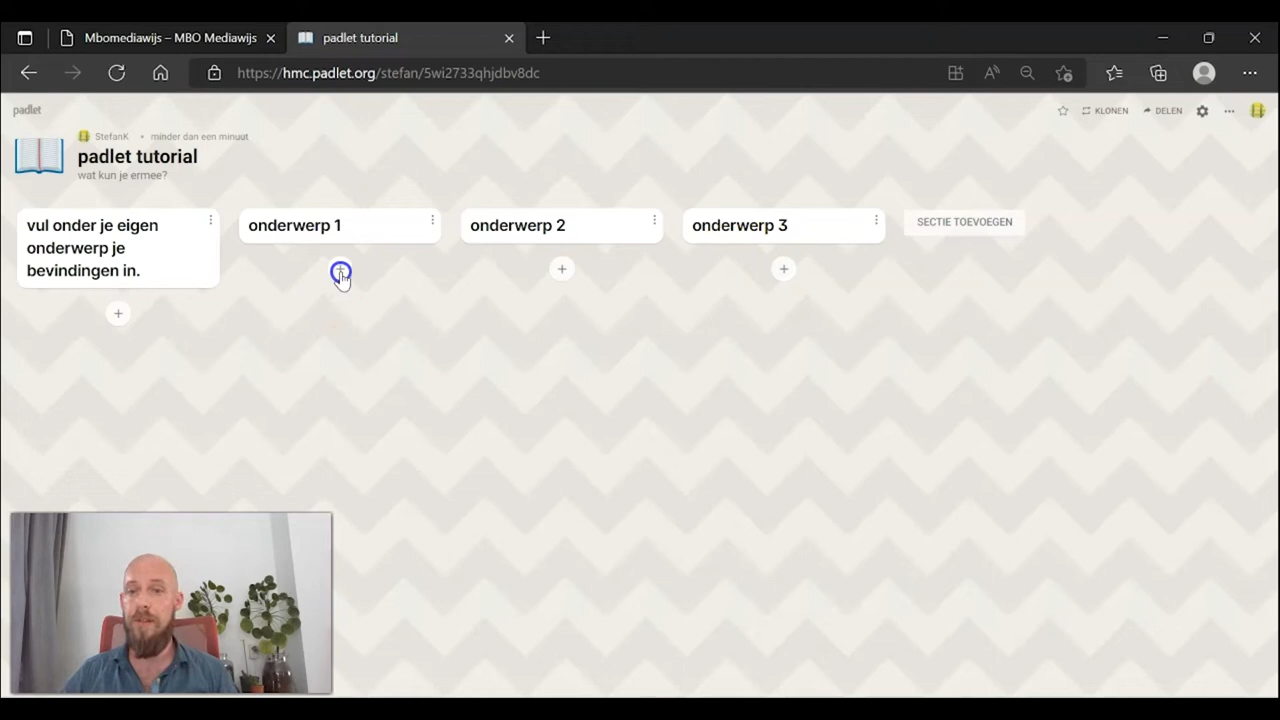 Mbomediawijs – MBO Mediawijs
padlet tutorial
https://hmc.padlet.org/stefan/5wi2733qhjdbv8dc
padlet
KLONEN
DELEN
StefanK • minder dan een minuut
padlet tutorial
wat kun je ermee?
vul onder je eigen
onderwerp je
bevindingen in.
onderwerp 1
onderwerp 2
onderwerp 3
SECTIE TOEVOEGEN